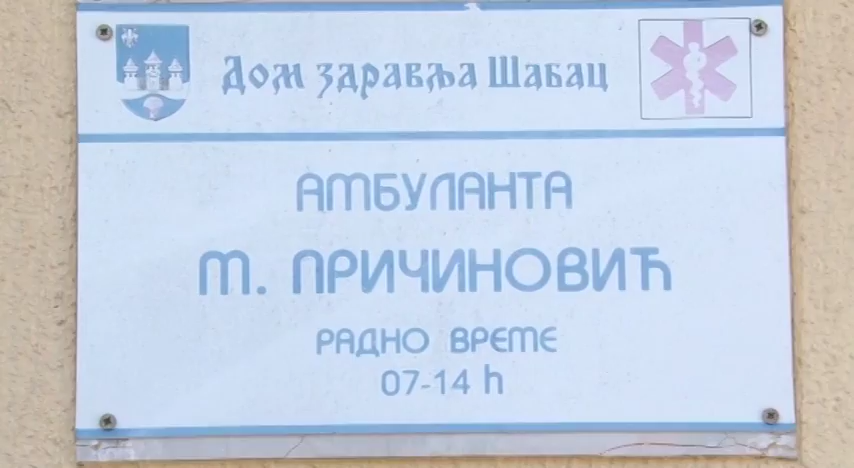 Дом здравља Шабац
АМБУЛАНТА
М. ПРИЧИНОВИЋ
РАДНО ВРЕМЕ
07-14 h